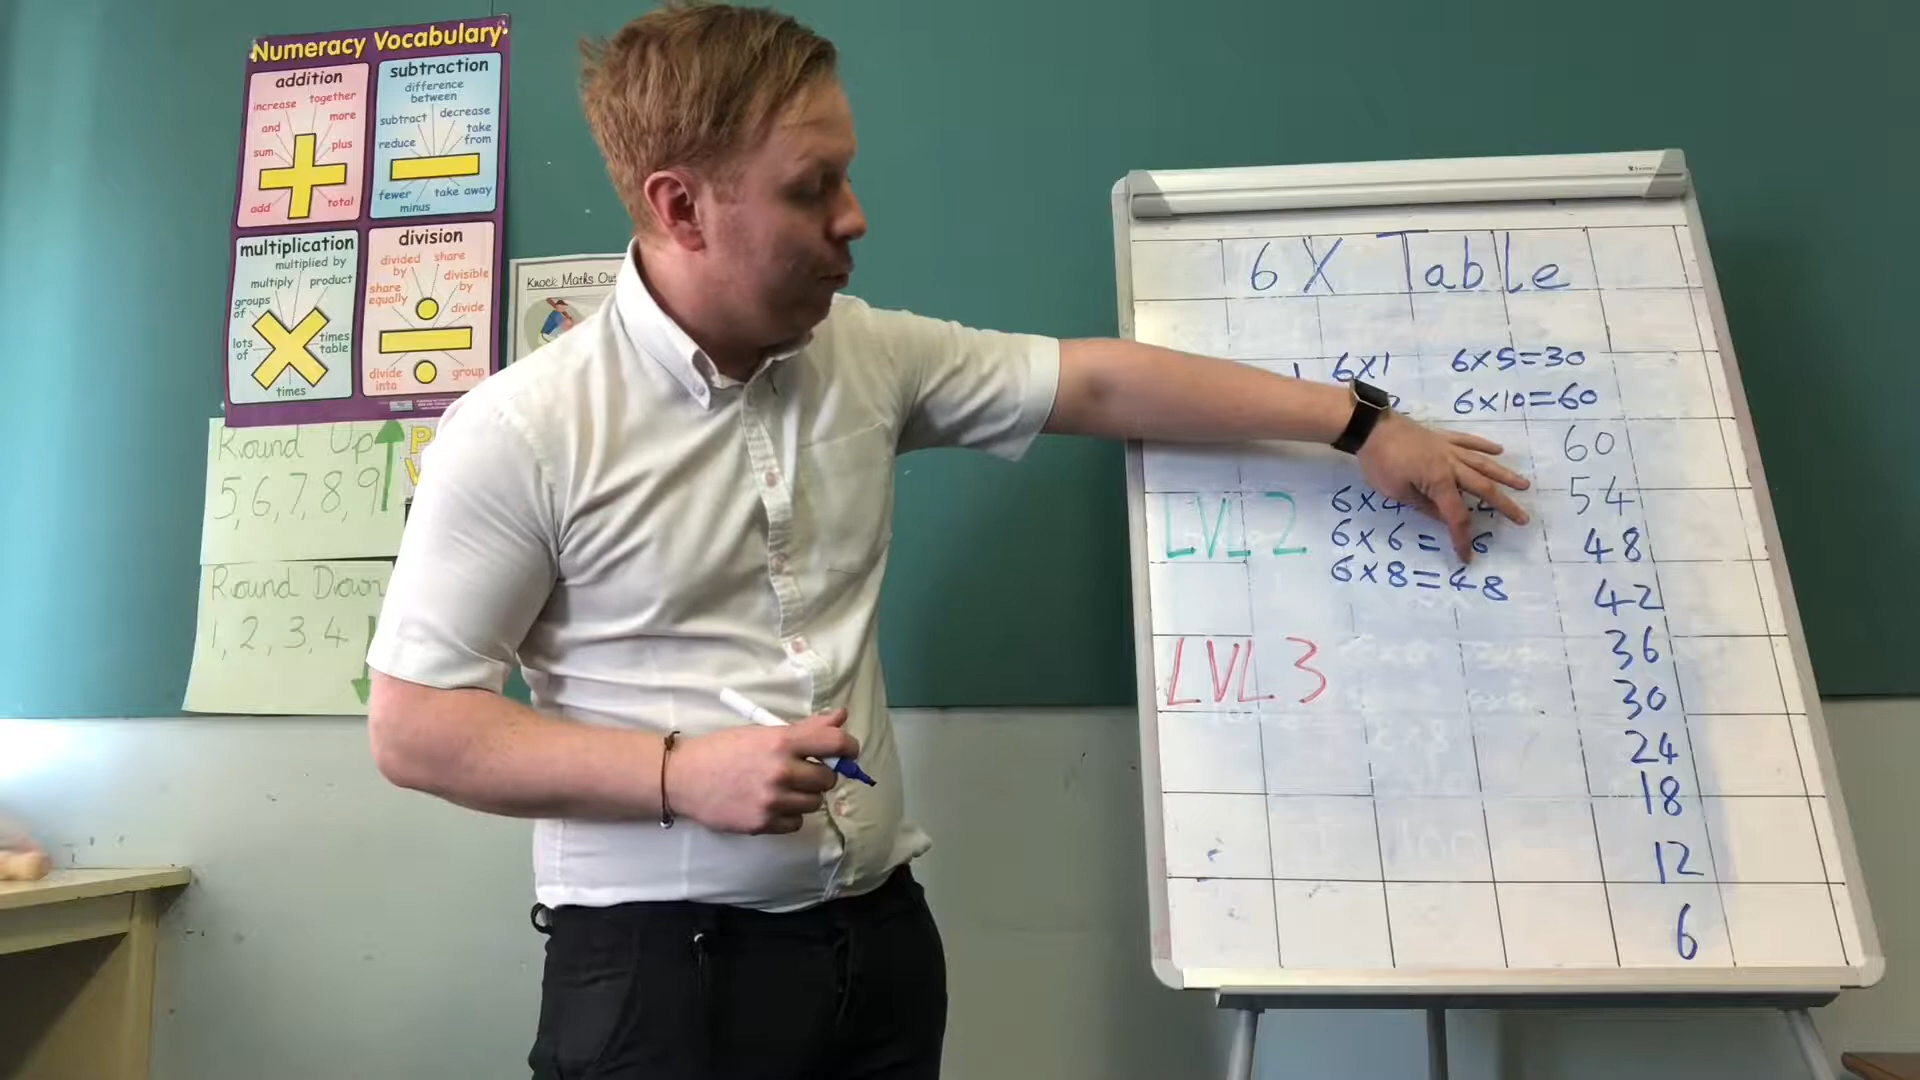 Numeracy Vocabulary
addition
increase together
and more
sum plus
add total
subtraction
difference
between
subtract decrease
reduce take
from
fewer take away
minus
multiplication
multiplied by
multiply product
groups
of
lots
of
times
table
times
division
divided
by
share
share
equally
divisible
by
divide
divide
into
group
Knock Maths
Round Up
5, 6, 7, 8, 9
Round Down
1, 2, 3, 4
6 X Table
6x1 6x5=30
6x10=60
LVL 2
6x4
6x6= 6
6x8=48
LVL 3
60
54
48
42
36
30
24
18
12
6